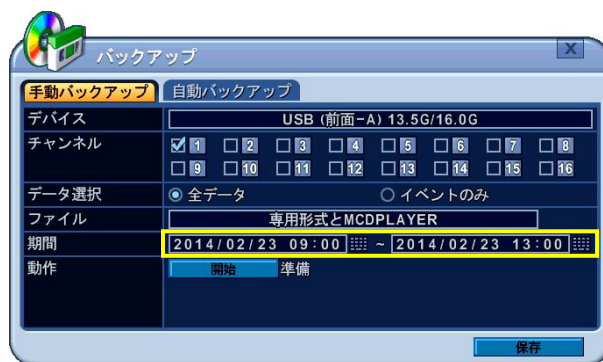 バックアップ
X
手動バックアップ 自動バックアップ
デバイス USB (前面-A) 13.5G/16.0G
チャンネル 1 2 3 4 5 6 7 8
9 10 11 12 13 14 15 16
データ選択 全データ イベントのみ
ファイル 専用形式とMCDPLAYER
期間 2014/02/23 09:00 ~ 2014/02/23 13:00
動作 開始 準備
保存